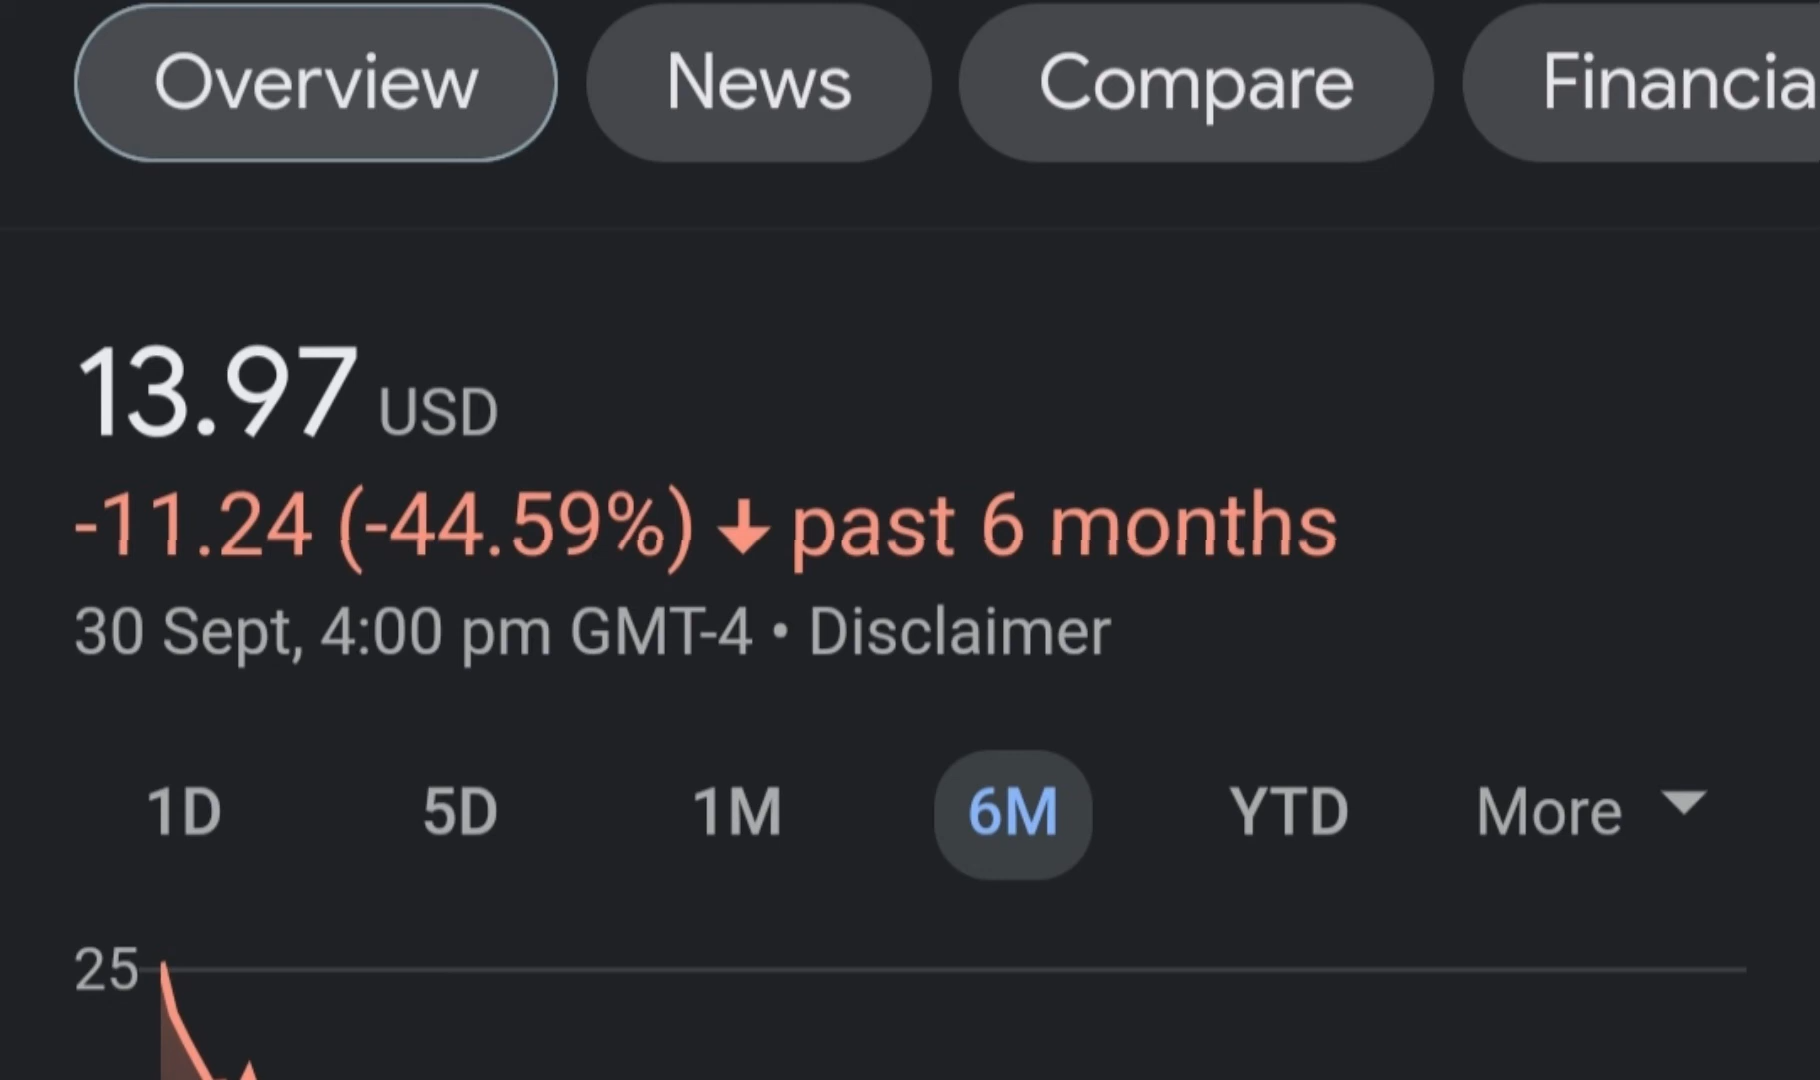 Overview News Compare Financia
13.97 USD
-11.24 (-44.59%) ↓ past 6 months
30 Sept, 4:00 pm GMT-4 • Disclaimer
1D 5D 1M 6M YTD More
25